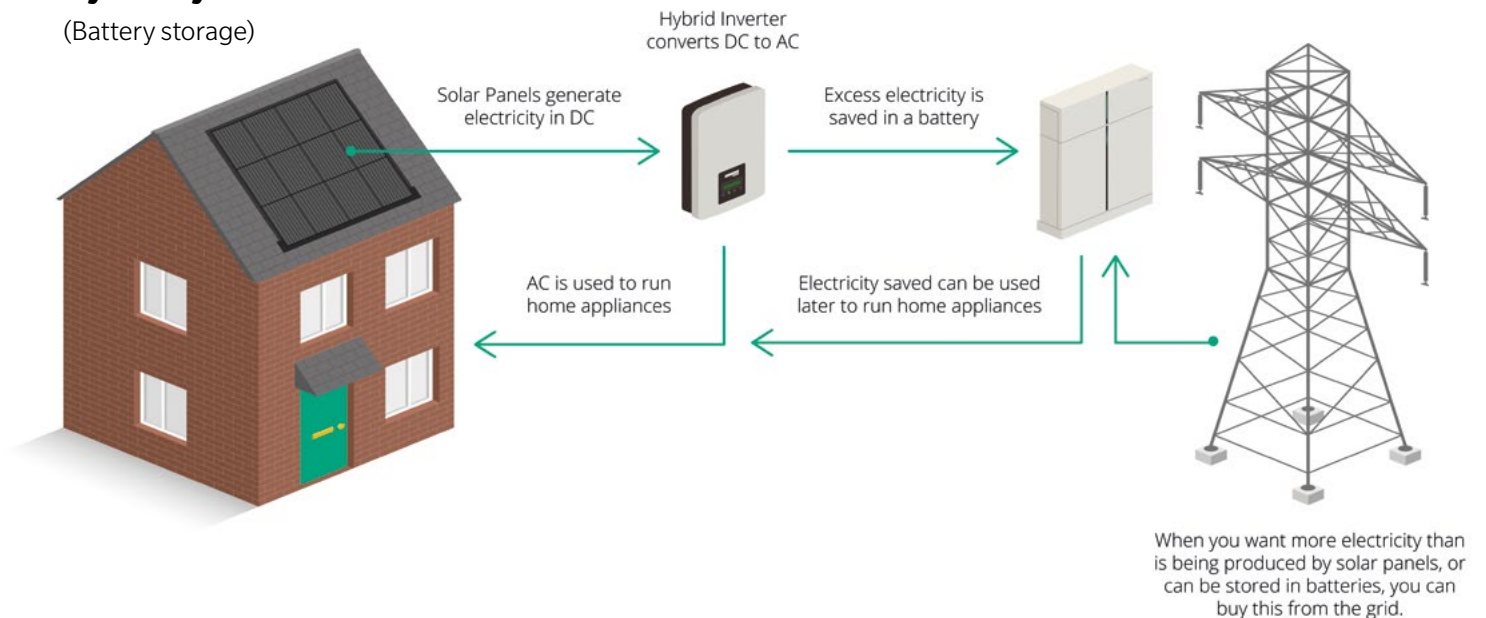 (Battery storage)
Hybrid Inverter
converts DC to AC
Solar Panels generate
electricity in DC
Excess electricity is
saved in a battery
AC is used to run
home appliances
Electricity saved can be used
later to run home appliances
When you want more electricity than
is being produced by solar panels, or
can be stored in batteries, you can
buy this from the grid.